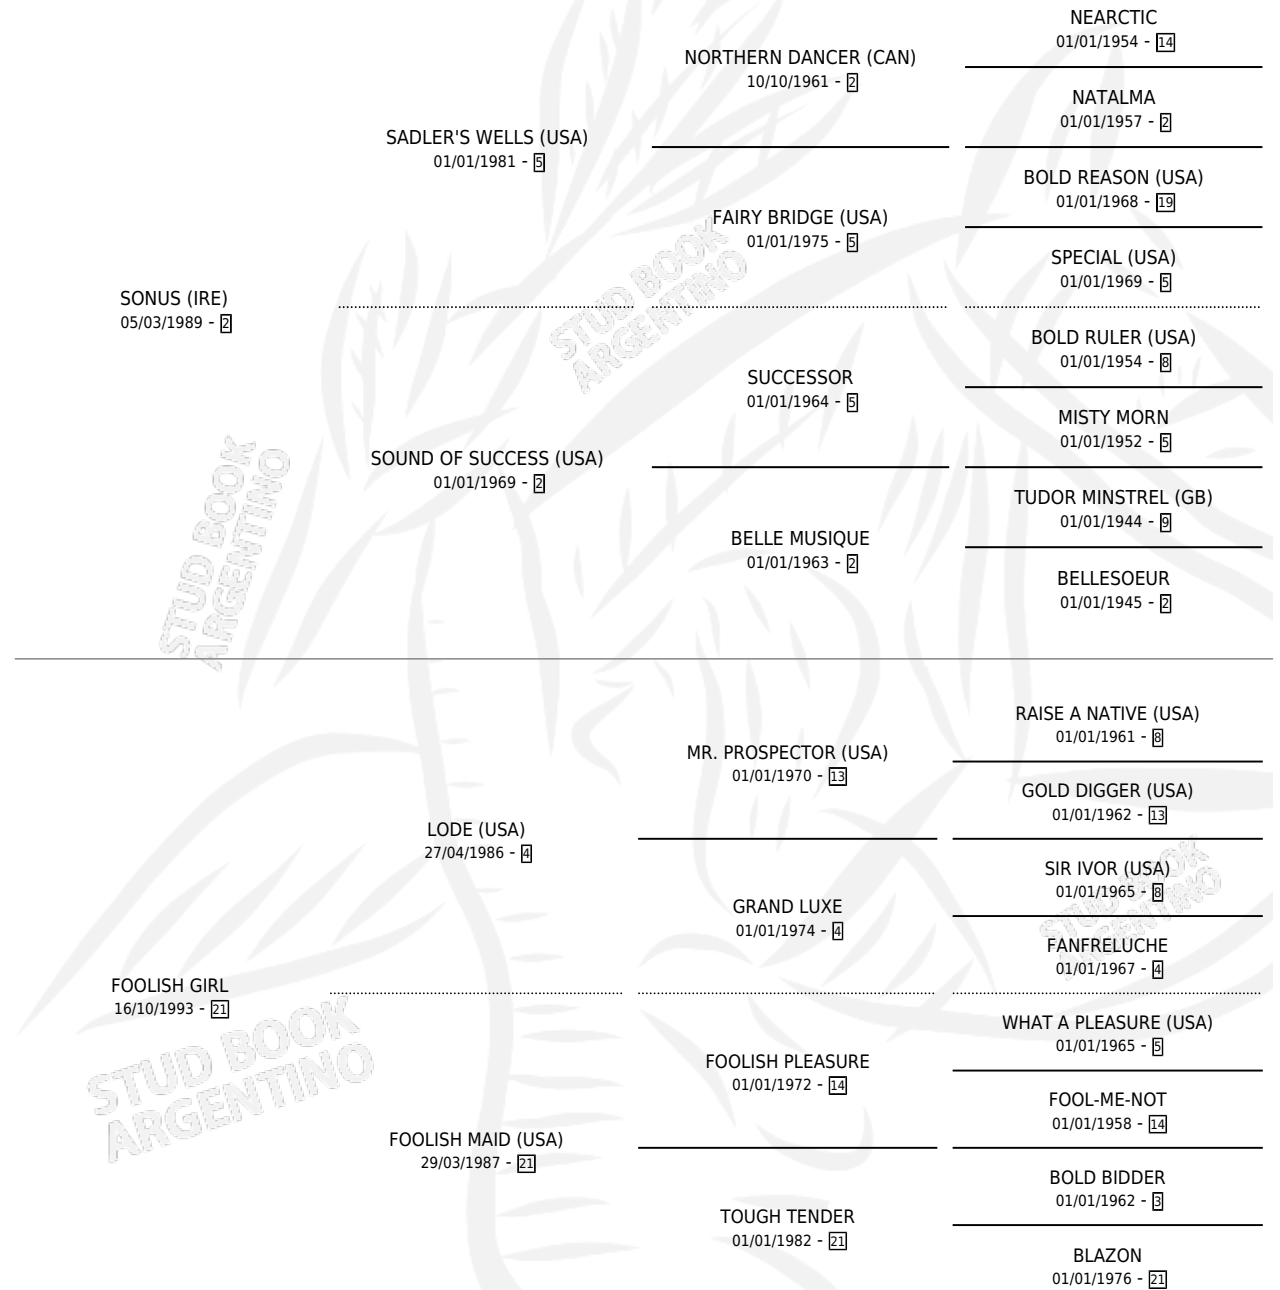 NEARCTIC
01/01/1954 - 14
NORTHERN DANCER (CAN)
10/10/1961 - 2
NATALMA
01/01/1957 - 2
SADLER'S WELLS (USA)
01/01/1981 - 5
BOLD REASON (USA)
01/01/1968 - 19
FAIRY BRIDGE (USA)
01/01/1975 - 5
SPECIAL (USA)
01/01/1969 - 5
SONUS (IRE)
05/03/1989 - 2
STUD BOOK
ARGENTINO
BOLD RULER (USA)
01/01/1954 - 8
SUCCESSOR
01/01/1964 - 5
MISTY MORN
01/01/1952 - 5
SOUND OF SUCCESS (USA)
01/01/1969 - 2
TUDOR MINSTREL (GB)
01/01/1944 - 9
BELLE MUSIQUE
01/01/1963 - 2
BELLESOEUR
01/01/1945 - 2
STUD BOOK
ARGENTINO
RAISE A NATIVE (USA)
01/01/1961 - 8
MR. PROSPECTOR (USA)
01/01/1970 - 13
GOLD DIGGER (USA)
01/01/1962 - 13
LODE (USA)
27/04/1986 - 4
SIR IVOR (USA)
01/01/1965 - 8
GRAND LUXE
01/01/1974 - 4
STUD BOOK
ARGENTINO
FANFRELUCHE
01/01/1967 - 4
FOOLISH GIRL
16/10/1993 - 21
WHAT A PLEASURE (USA)
01/01/1965 - 5
FOOLISH PLEASURE
01/01/1972 - 14
STUD BOOK
ARGENTINO
FOOL-ME-NOT
01/01/1958 - 14
FOOLISH MAID (USA)
29/03/1987 - 21
BOLD BIDDER
01/01/1962 - 3
TOUGH TENDER
01/01/1982 - 21
BLAZON
01/01/1976 - 21